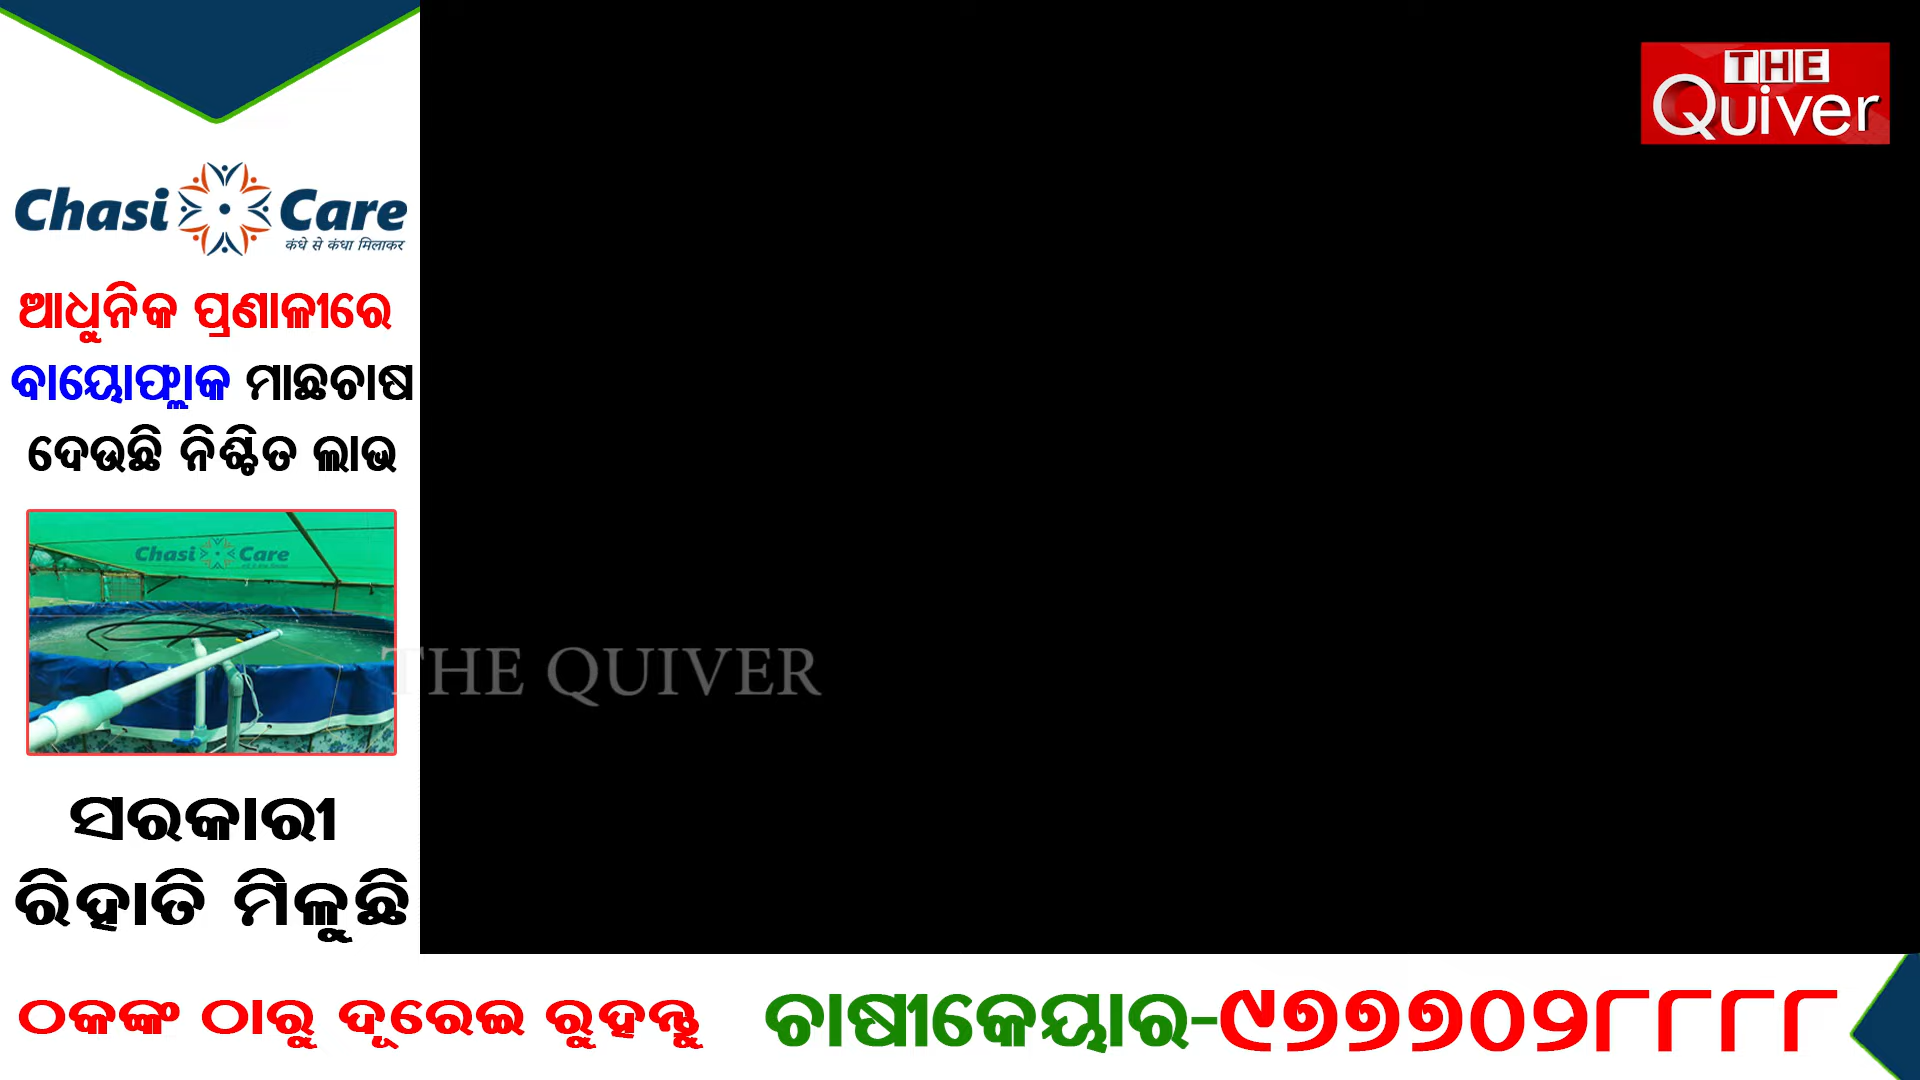 THE
Quiver
Chasi Care
कंधे से कंधा मिलाकर
ଆଧୁନିକ ପ୍ରଣାଳୀରେ
ବାୟୋଫ୍ଲାକ ମାଛଚାଷ
ଦେଉଛି ନିଶ୍ଚିତ ଲାଭ
Chasi Care
THE QUIVER
ସରକାରୀ
ରିହାତି ମିଳୁଛି
ଠକଙ୍କ ଠାରୁ ଦୂରେଇ ରୁହନ୍ତୁ
ଚାଷୀକେୟାର-୯୭୭୭୦୨୮୮୮୮